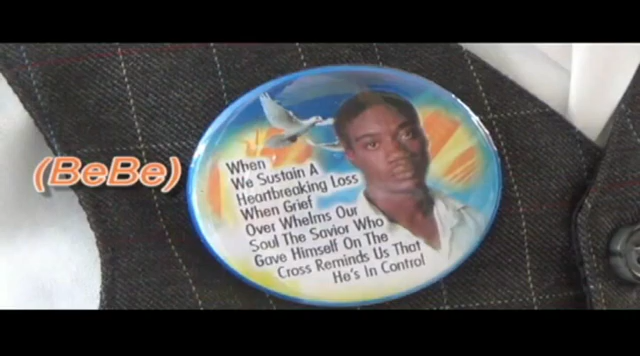 (BeBe)
When
We Sustain A
Heartbreaking Loss
When Grief
Over Whelms Our
Soul The Savior Who
Gave Himself On The
Cross Reminds Us That
He's In Control